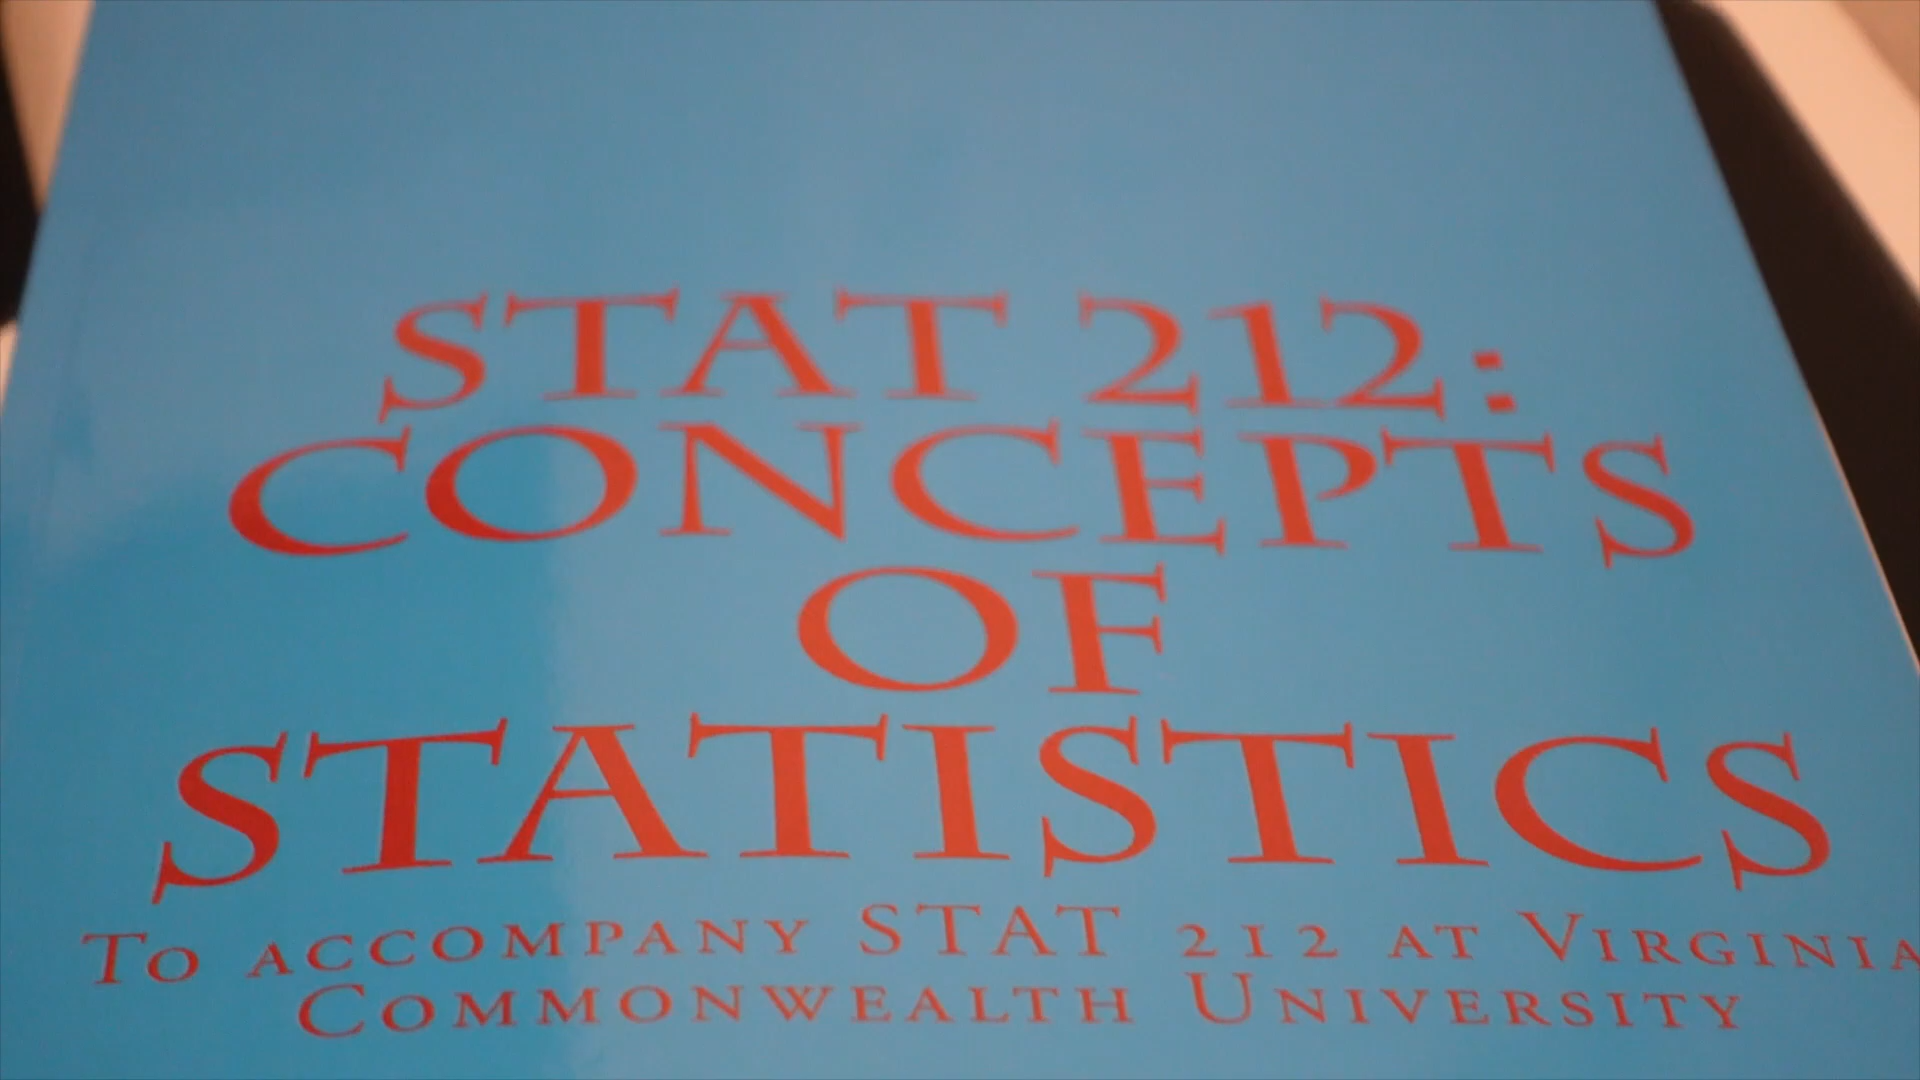 STAT 212:
CONCEPTS
OF
STATISTICS
TO ACCOMPANY STAT 212 AT VIRGINIA
COMMONWEALTH UNIVERSITY